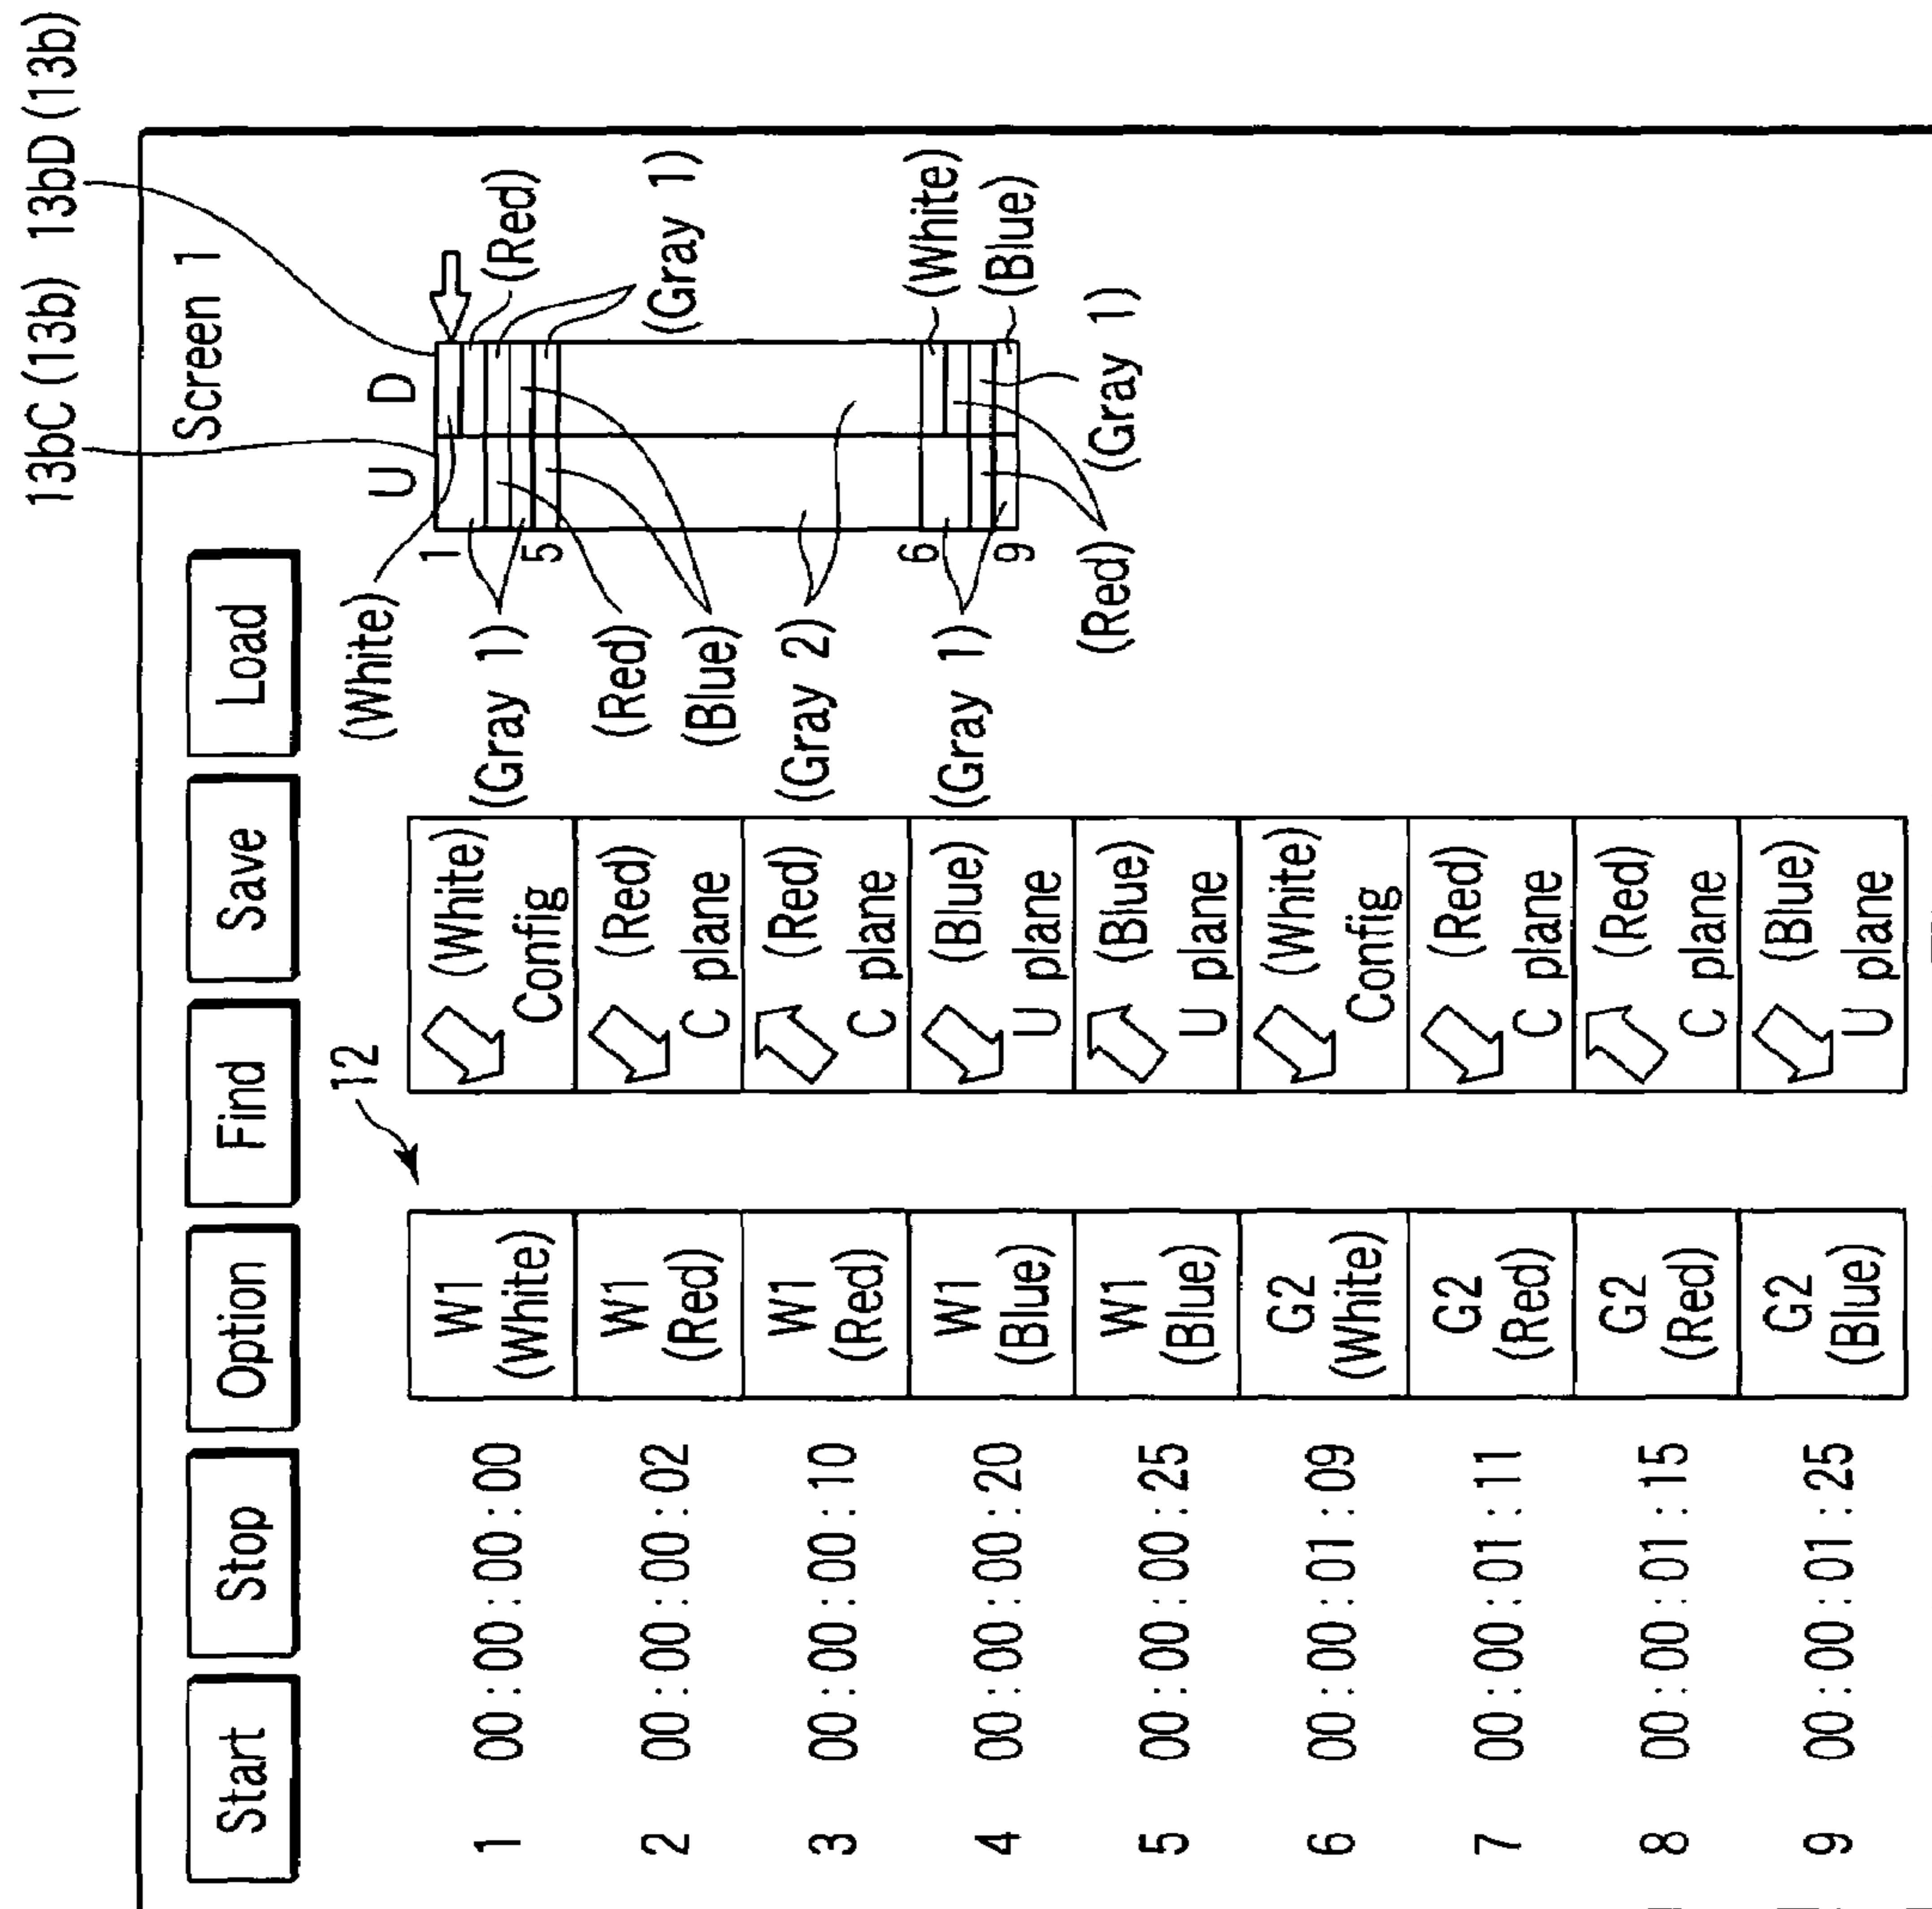 13bC (13b) 13bD (13b)
Screen 1
Start Stop Option Find Save Load
12
U D
1
5
6
9
(White)
(Gray 1)
(Red)
(Blue)
(Gray 2)
(Gray 1)
(Red)
(Red)
(Gray 1)
(White)
(Blue)
(Gray 1)
1 00:00:00:00 W1 (White) (White) Config
2 00:00:00:02 W1 (Red) (Red) C plane
3 00:00:00:10 W1 (Red) (Red) C plane
4 00:00:00:20 W1 (Blue) (Blue) U plane
5 00:00:00:25 W1 (Blue) (Blue) U plane
6 00:00:01:09 G2 (White) (White) Config
7 00:00:01:11 G2 (Red) (Red) C plane
8 00:00:01:15 G2 (Red) (Red) C plane
9 00:00:01:25 G2 (Blue) (Blue) U plane